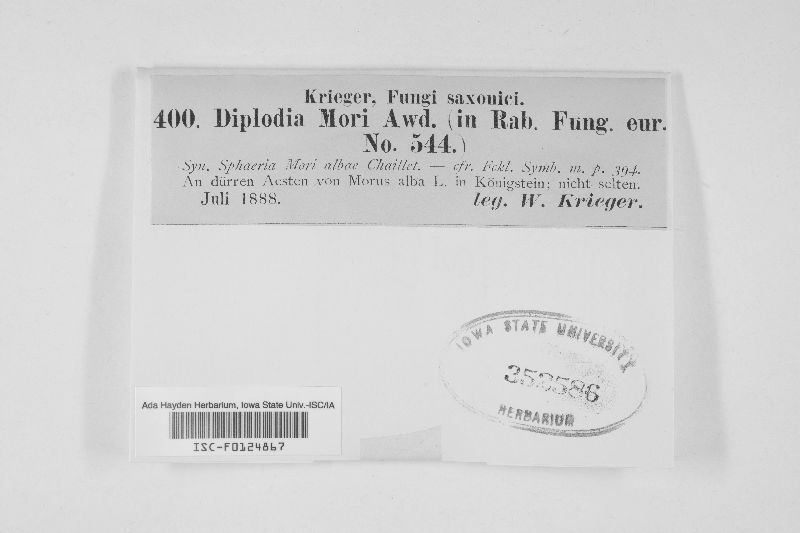 Krieger, Fungi saxonici.
400. Diplodia Mori Awd. (in Rab. Fung. eur.
No. 544.)
Syn. Sphaeria Mori albae Chaillet. — cfr. Fckl. Symb. m. p. 394.
An dürren Aesten von Morus alba L. in Königstein; nicht selten.
Juli 1888. leg. W. Krieger.
IOWA STATE UNIVERSITY
352586
HERBARIUM
Ada Hayden Herbarium, Iowa State Univ.-ISC/IA
ISC-F0124867